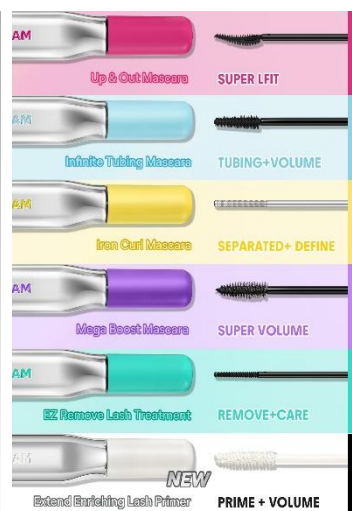 AM
Up & Out Mascara
SUPER LFIT
AM
Infinite Tubing Mascara
TUBING+VOLUME
AM
Iron Curl Mascara
SEPARATED+ DEFINE
AM
Mega Boost Mascara
SUPER VOLUME
AM
EZ Remove Lash Treatment
REMOVE+CARE
AM
NEW
Extend Enriching Lash Primer
PRIME + VOLUME